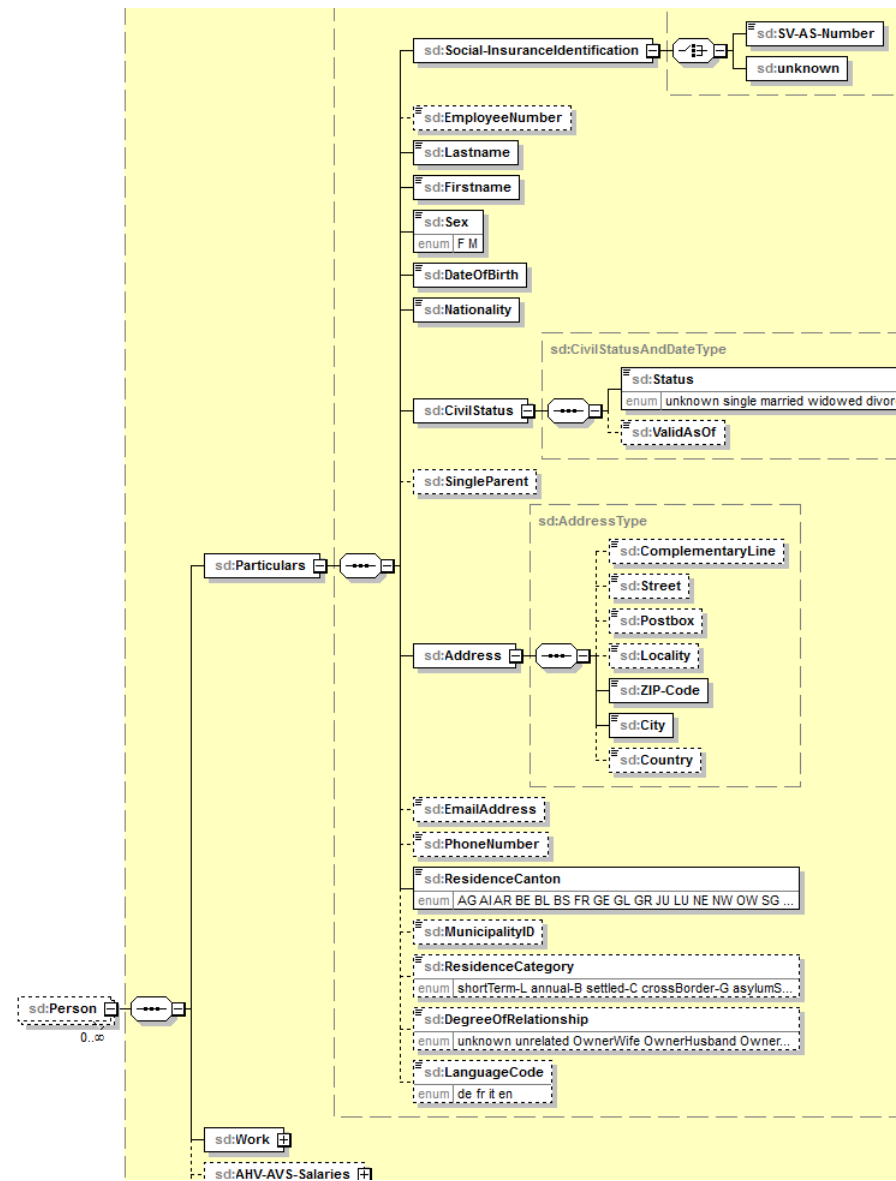 sd:Social-InsuranceIdentification
sd:SV-AS-Number
sd:unknown
sd:EmployeeNumber
sd:Lastname
sd:Firstname
sd:Sex
enum F M
sd:DateOfBirth
sd:Nationality
sd:CivilStatusAndDateType
sd:Status
enum unknown single married widowed divor
sd:CivilStatus
sd:ValidAsOf
sd:SingleParent
sd:AddressType
sd:ComplementaryLine
sd:Particulars
sd:Street
sd:Postbox
sd:Address
sd:Locality
sd:ZIP-Code
sd:City
sd:Country
sd:EmailAddress
sd:PhoneNumber
sd:ResidenceCanton
enum AG AI AR BE BL BS FR GE GL GR JU LU NE NW OW SG ...
sd:MunicipalityID
sd:ResidenceCategory
enum shortTerm-L annual-B settled-C crossBorder-G asylumS...
sd:Person
0..∞
sd:DegreeOfRelationship
enum unknown unrelated OwnerWife OwnerHusband Owner...
sd:LanguageCode
enum de fr it en
sd:Work
sd:AHV-AVS-Salaries